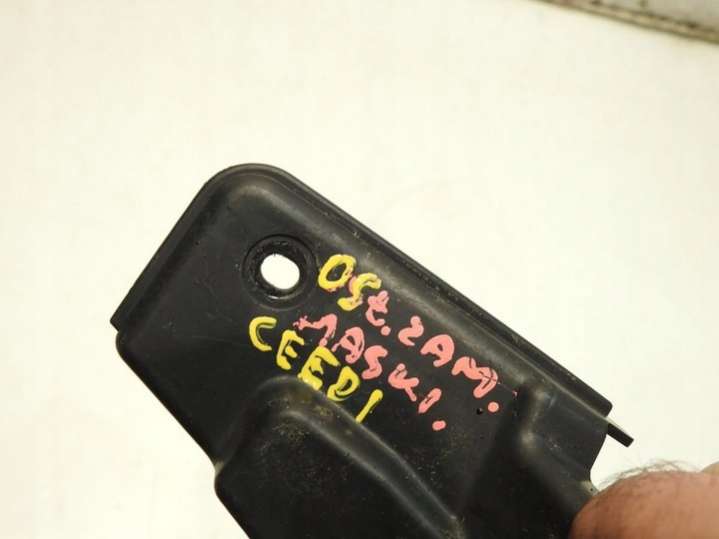 OSŁ. ZAM.
MASKI.
CEED I